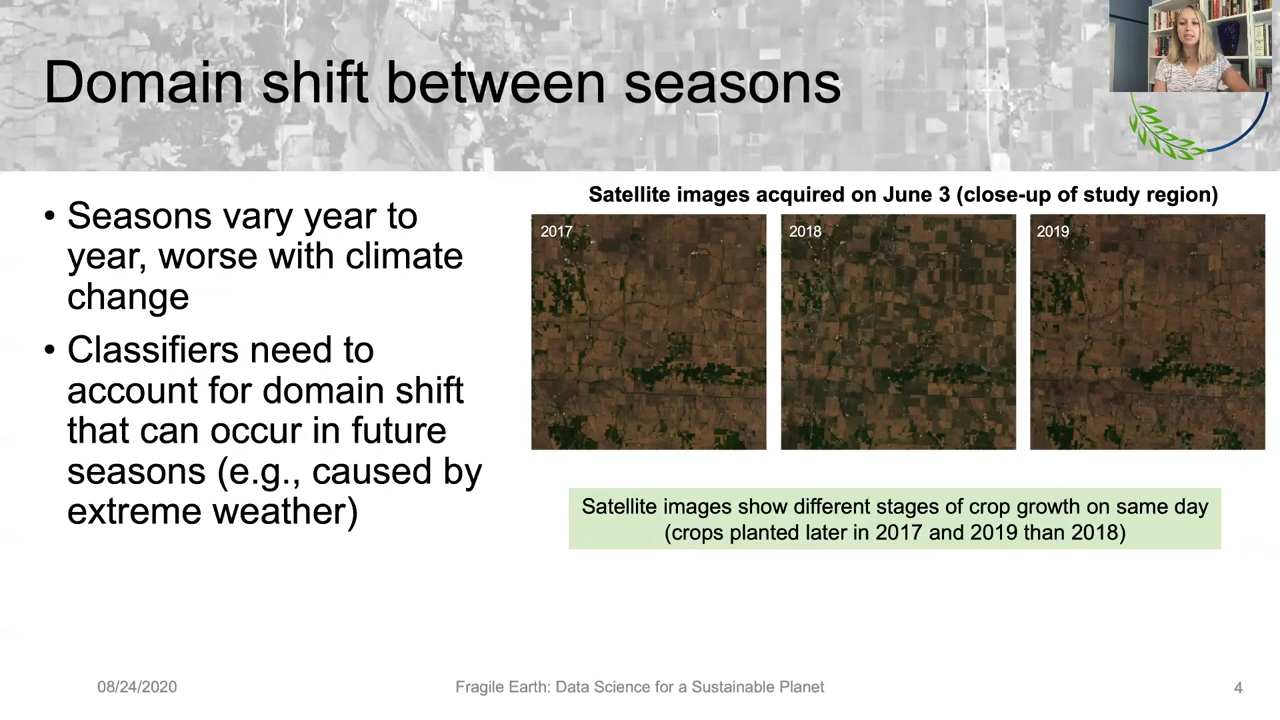 Domain shift between seasons
• Seasons vary year to
year, worse with climate
change
• Classifiers need to
account for domain shift
that can occur in future
seasons (e.g., caused by
extreme weather)
Satellite images acquired on June 3 (close-up of study region)
2017
2018
2019
Satellite images show different stages of crop growth on same day
(crops planted later in 2017 and 2019 than 2018)
08/24/2020
Fragile Earth: Data Science for a Sustainable Planet
4